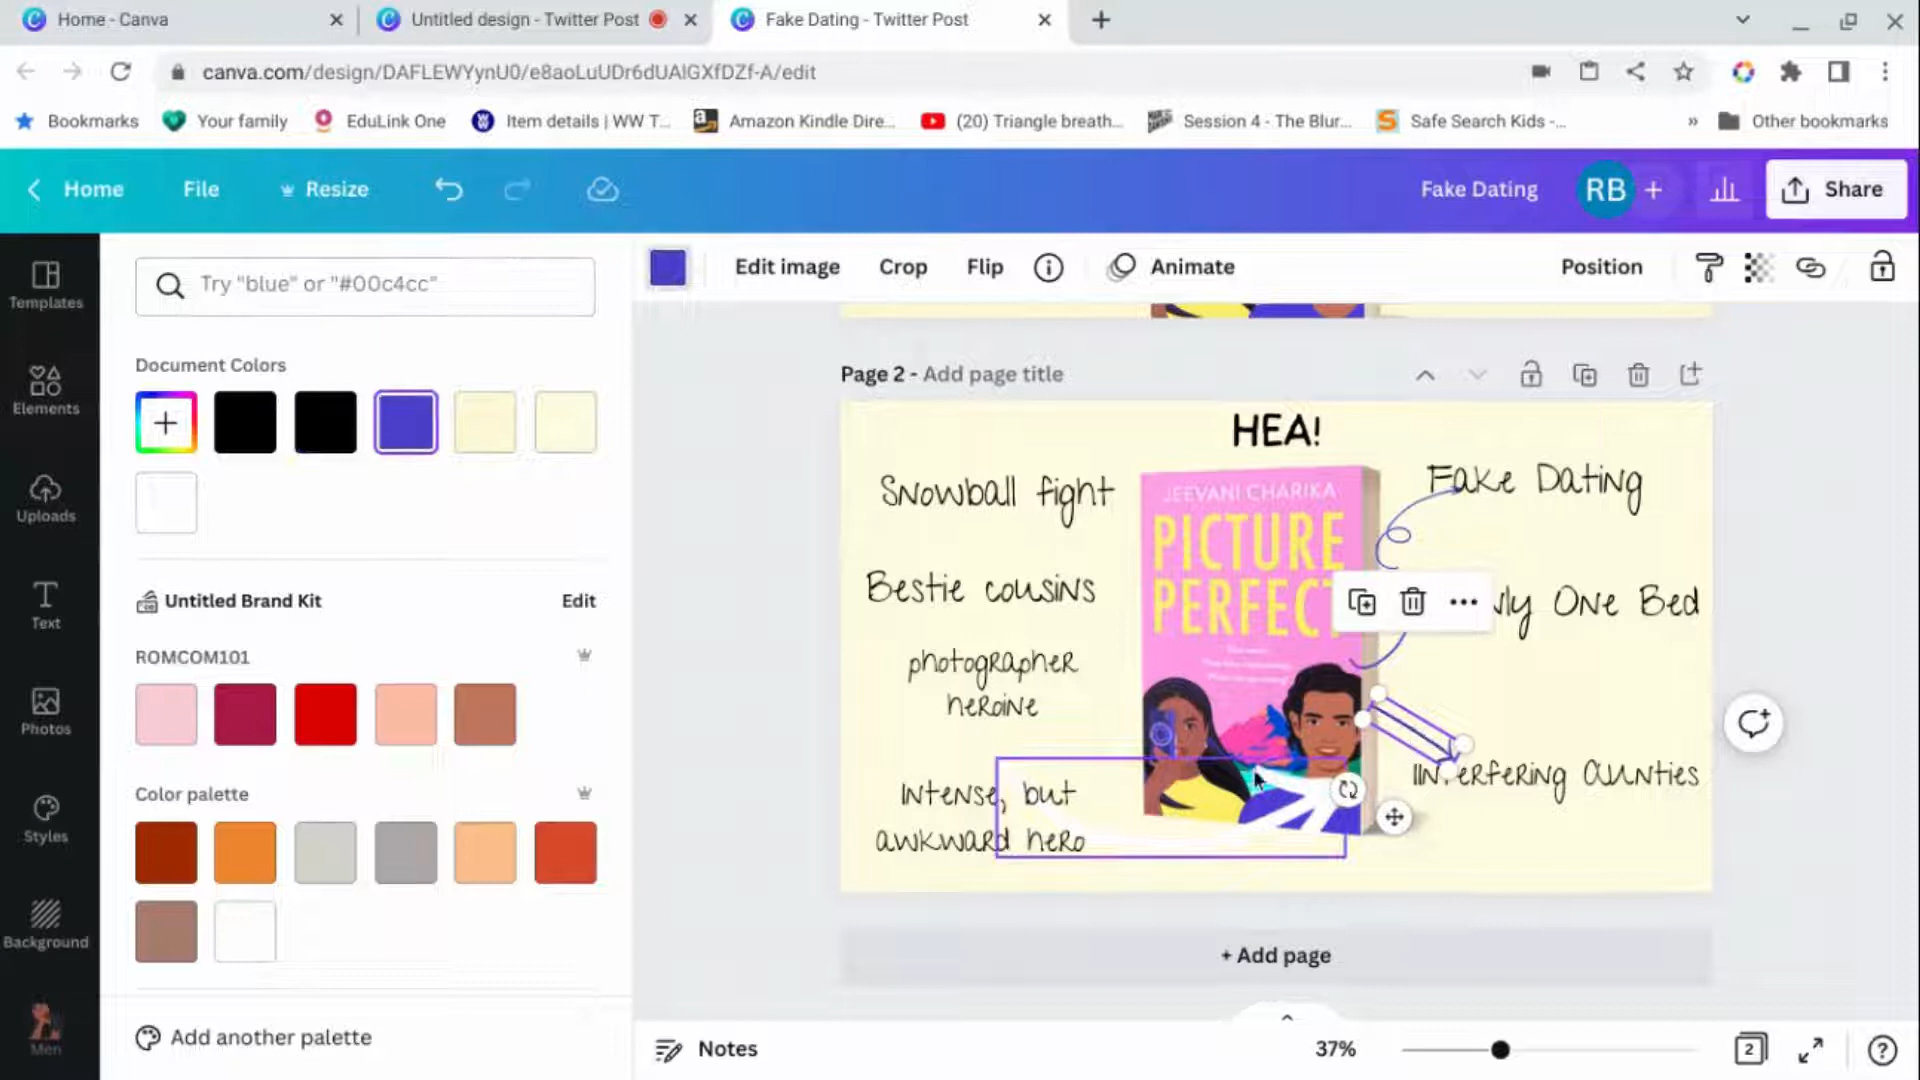 Home - Canva
Untitled design - Twitter Post
Fake Dating - Twitter Post
canva.com/design/DAFLEWYynU0/e8aoLuUDr6dUAlGXfDZf-A/edit
Bookmarks
Your family
EduLink One
Item details | WW T...
Amazon Kindle Dire...
(20) Triangle breath...
Session 4 - The Blur...
Safe Search Kids -...
»
Other bookmarks
Home
File
Resize
Fake Dating
RB
+
Share
Templates
Elements
Uploads
Text
Photos
Styles
Background
Men
Try "blue" or "#00c4cc"
Document Colors
Untitled Brand Kit
Edit
ROMCOM101
Color palette
Add another palette
Edit image
Crop
Flip
Animate
Position
Page 2 - Add page title
HEA!
Snowball fight
Bestie cousins
photographer
heroine
Intense, but
awkward hero
JEEVANI CHARIKA
PICTURE
PERFECT
Fake Dating
One Bed
Interfering Aunties
+ Add page
Notes
37%
2